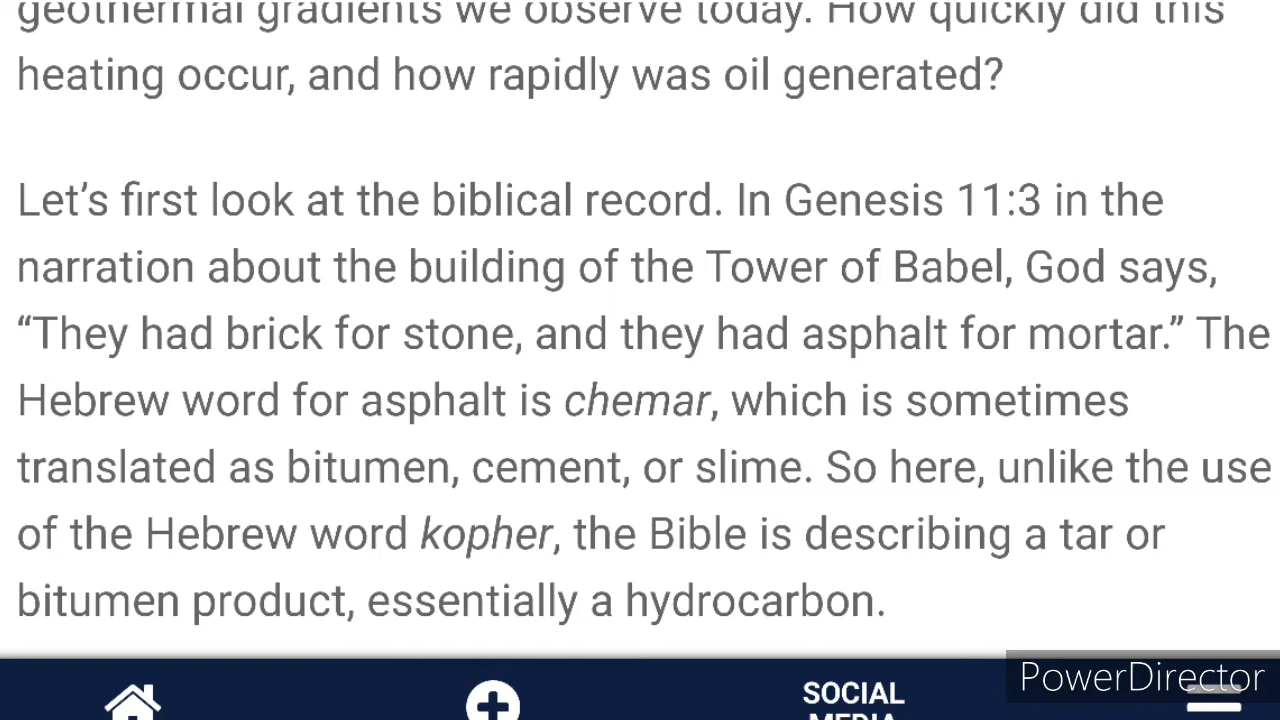 geothermal gradients we observe today. How quickly did this
heating occur, and how rapidly was oil generated?
Let’s first look at the biblical record. In Genesis 11:3 in the
narration about the building of the Tower of Babel, God says,
“They had brick for stone, and they had asphalt for mortar.” The
Hebrew word for asphalt is chemar, which is sometimes
translated as bitumen, cement, or slime. So here, unlike the use
of the Hebrew word kopher, the Bible is describing a tar or
bitumen product, essentially a hydrocarbon.
PowerDirector
SOCIAL
MEDIA